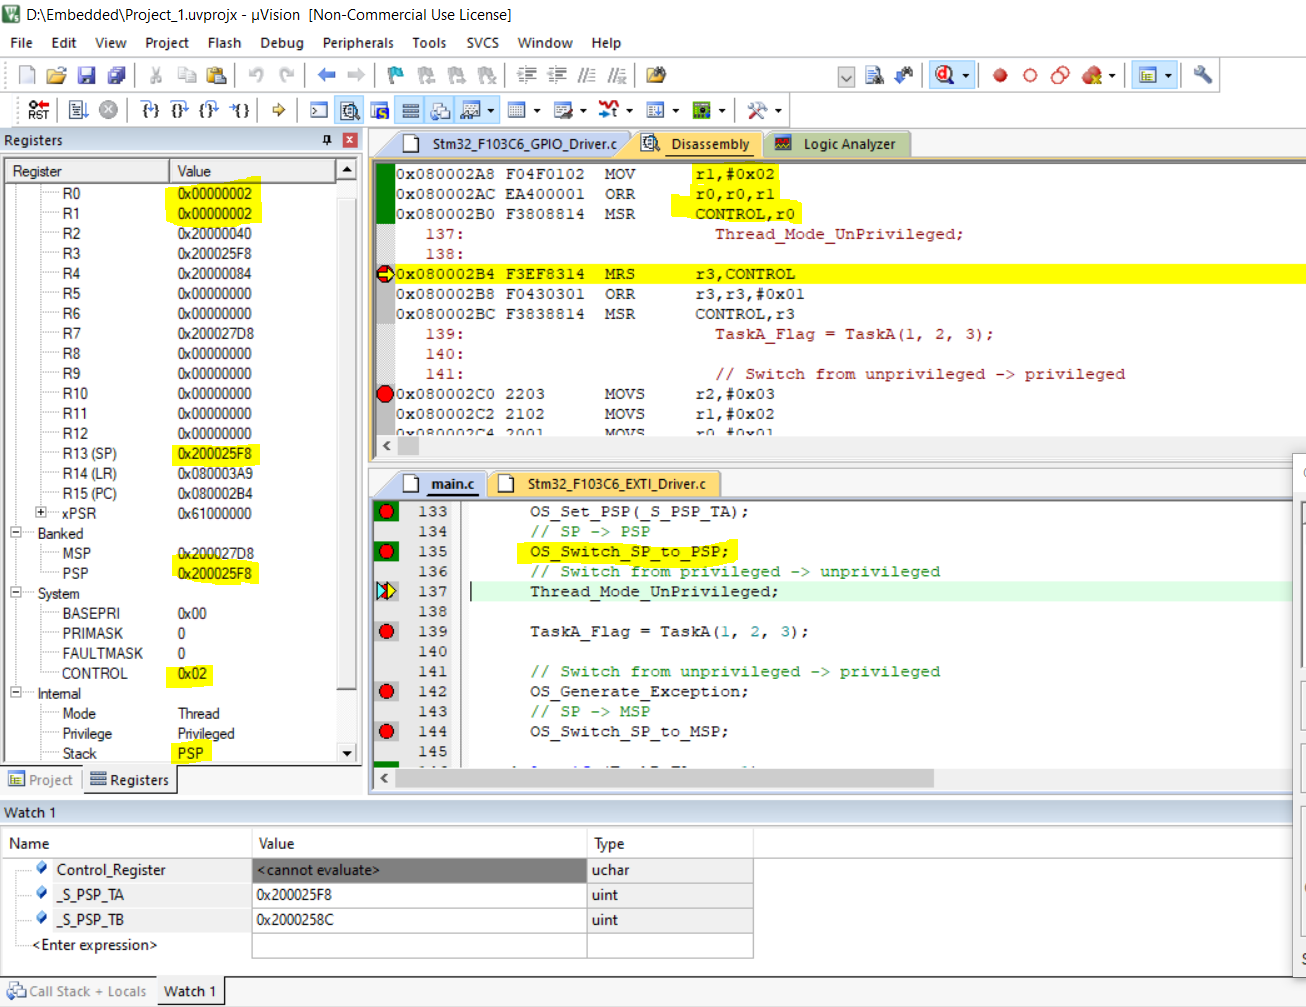 D:\Embedded\Project_1.uvprojx - µVision  [Non-Commercial Use License]
File Edit View Project Flash Debug Peripherals Tools SVCS Window Help
RST
Registers
Register Value
R0 0x00000002
R1 0x00000002
R2 0x20000040
R3 0x200025F8
R4 0x20000084
R5 0x00000000
R6 0x00000000
R7 0x200027D8
R8 0x00000000
R9 0x00000000
R10 0x00000000
R11 0x00000000
R12 0x00000000
R13 (SP) 0x200025F8
R14 (LR) 0x080003A9
R15 (PC) 0x080002B4
xPSR 0x61000000
Banked
MSP 0x200027D8
PSP 0x200025F8
System
BASEPRI 0x00
PRIMASK 0
FAULTMASK 0
CONTROL 0x02
Internal
Mode Thread
Privilege Privileged
Stack PSP
Project Registers
Stm32_F103C6_GPIO_Driver.c Disassembly Logic Analyzer
0x080002A8 F04F0102 MOV r1,#0x02
0x080002AC EA400001 ORR r0,r0,r1
0x080002B0 F3808814 MSR CONTROL,r0
137: Thread_Mode_UnPrivileged;
138:
0x080002B4 F3EF8314 MRS r3,CONTROL
0x080002B8 F0430301 ORR r3,r3,#0x01
0x080002BC F3838814 MSR CONTROL,r3
139: TaskA_Flag = TaskA(1, 2, 3);
140:
141: // Switch from unprivileged -> privileged
0x080002C0 2203 MOVS r2,#0x03
0x080002C2 2102 MOVS r1,#0x02
0x080002C4 2001 MOVS r0,#0x01
main.c Stm32_F103C6_EXTI_Driver.c
133 OS_Set_PSP(_S_PSP_TA);
134 // SP -> PSP
135 OS_Switch_SP_to_PSP;
136 // Switch from privileged -> unprivileged
137 Thread_Mode_UnPrivileged;
138
139 TaskA_Flag = TaskA(1, 2, 3);
140
141 // Switch from unprivileged -> privileged
142 OS_Generate_Exception;
143 // SP -> MSP
144 OS_Switch_SP_to_MSP;
145
Watch 1
Name Value Type
Control_Register <cannot evaluate> uchar
_S_PSP_TA 0x200025F8 uint
_S_PSP_TB 0x2000258C uint
<Enter expression>
Call Stack + Locals Watch 1